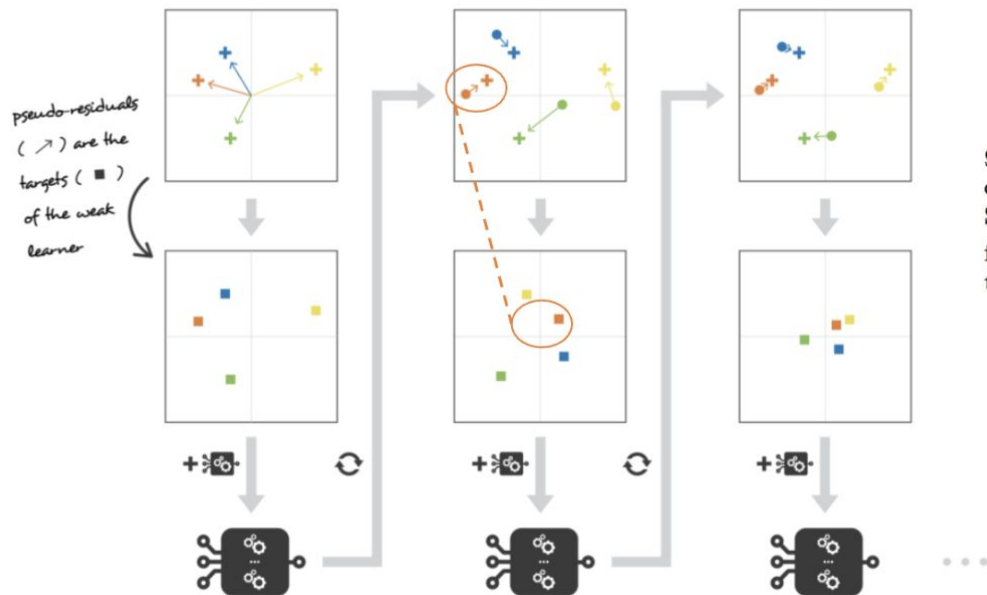 pseudo-residuals
( ↗ ) are the
targets ( ■ )
of the weak
learner